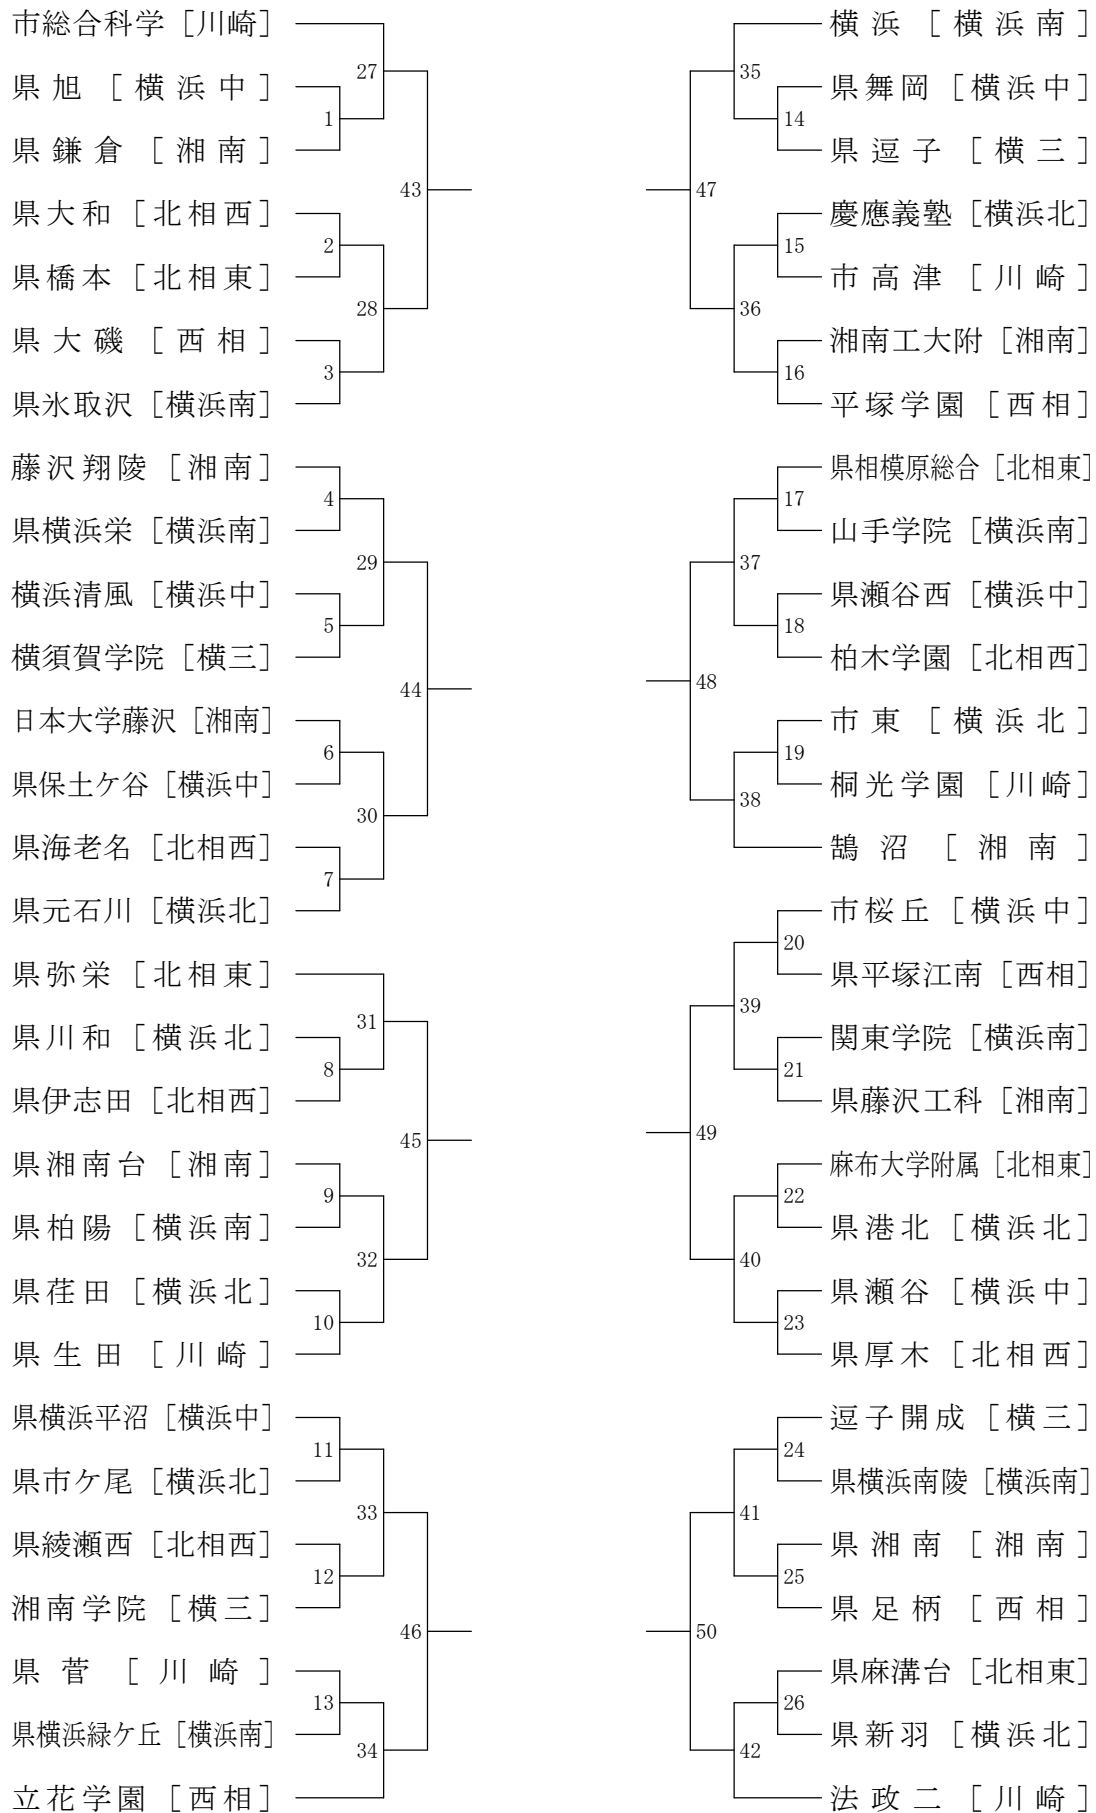 市総合科学［川崎］
27
県旭［横浜中］
1
県鎌倉［湘南］
43
県大和［北相西］
2
県橋本［北相東］
28
県大磯［西相］
3
県氷取沢［横浜南］
藤沢翔陵［湘南］
4
県横浜栄［横浜南］
29
横浜清風［横浜中］
5
横須賀学院［横三］
44
日本大学藤沢［湘南］
6
県保土ケ谷［横浜中］
30
県海老名［北相西］
7
県元石川［横浜北］
県弥栄［北相東］
31
県川和［横浜北］
8
県伊志田［北相西］
45
県湘南台［湘南］
9
県柏陽［横浜南］
32
県荏田［横浜北］
10
県生田［川崎］
県横浜平沼［横浜中］
11
県市ケ尾［横浜北］
33
県綾瀬西［北相西］
12
湘南学院［横三］
46
県菅［川崎］
13
県横浜緑ケ丘［横浜南］
34
立花学園［西相］
横浜［横浜南］
35
県舞岡［横浜中］
14
県逗子［横三］
47
慶應義塾［横浜北］
15
市高津［川崎］
36
湘南工大附［湘南］
16
平塚学園［西相］
県相模原総合［北相東］
17
山手学院［横浜南］
37
県瀬谷西［横浜中］
18
柏木学園［北相西］
48
市東［横浜北］
19
桐光学園［川崎］
38
鵠沼［湘南］
市桜丘［横浜中］
20
県平塚江南［西相］
39
関東学院［横浜南］
21
県藤沢工科［湘南］
49
麻布大学附属［北相東］
22
県港北［横浜北］
40
県瀬谷［横浜中］
23
県厚木［北相西］
逗子開成［横三］
24
県横浜南陵［横浜南］
41
県湘南［湘南］
25
県足柄［西相］
50
県麻溝台［北相東］
26
県新羽［横浜北］
42
法政二［川崎］